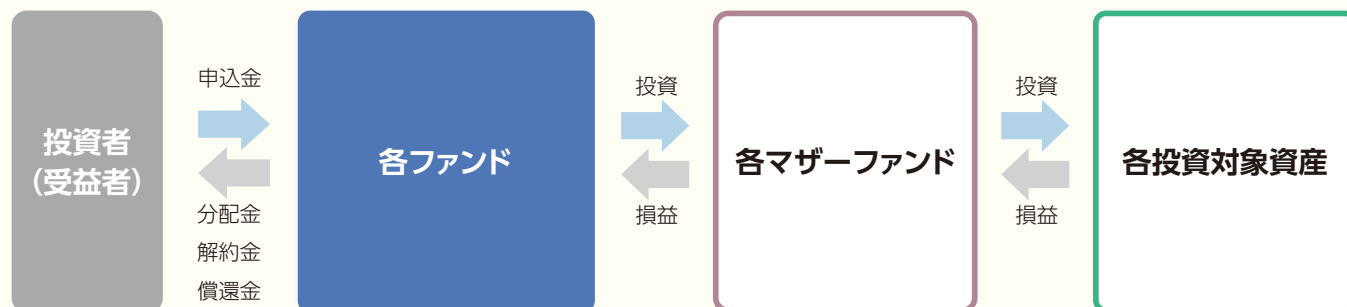 投資者
(受益者)
申込金
分配金
解約金
償還金
各ファンド
投資
損益
各マザーファンド
投資
損益
各投資対象資産